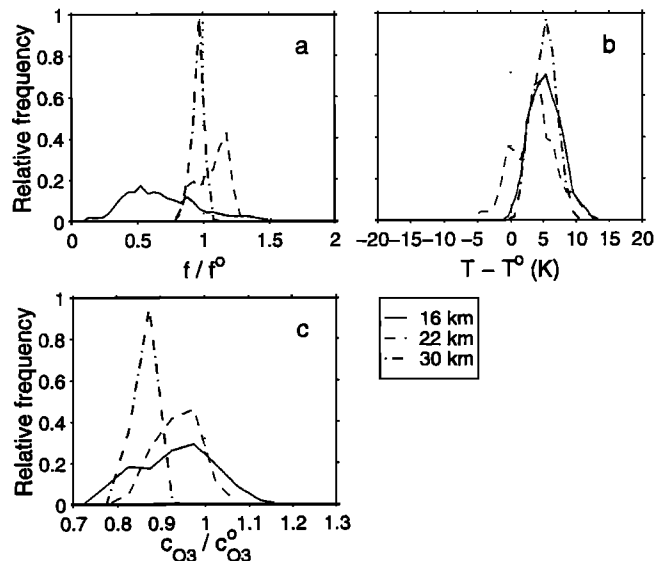 Relative frequency
1
0.8
0.6
0.4
0.2
0
a
0 0.5 1 1.5 2
f / f°
b
−20−15−10 −5 0 5 10 15 20
T − T° (K)
Relative frequency
1
0.8
0.6
0.4
0.2
0
c
0.7 0.8 0.9 1 1.1 1.2 1.3
c_O3 / c°_O3
16 km
22 km
30 km